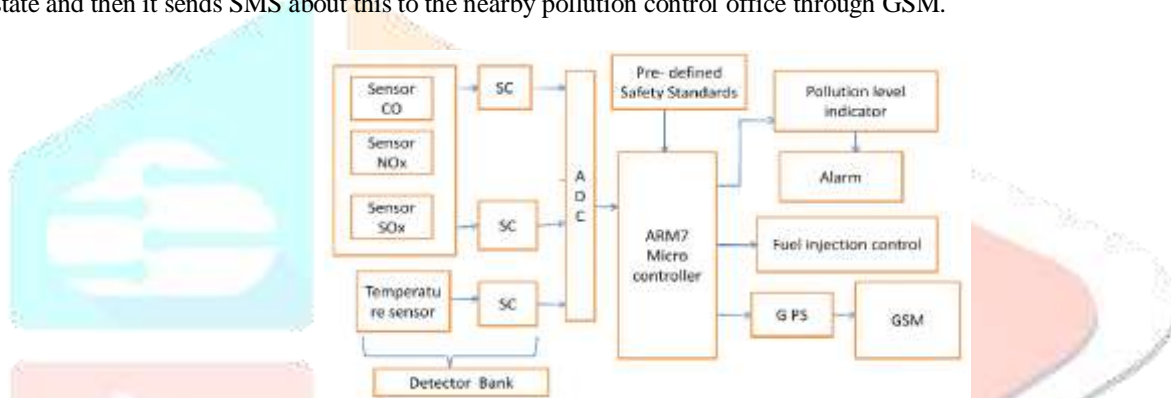 state and then it sends SMS about this to the nearby pollution control office through GSM.
Sensor
CO
Sensor
NOx
Sensor
SOx
Temperatu
re sensor
SC
SC
SC
Detector Bank
A
D
C
Pre- defined
Safety Standards
ARM7
Micro
controller
Pollution level
indicator
Alarm
Fuel injection control
G PS
GSM